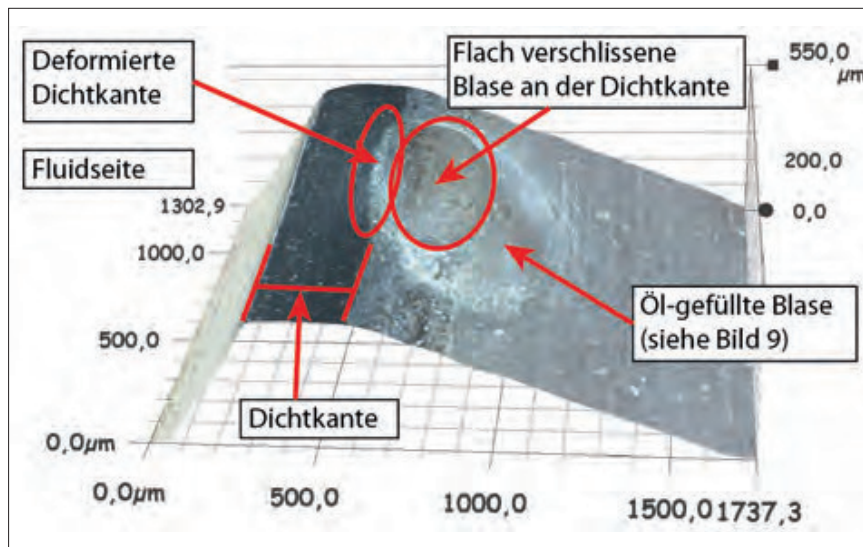 Deformierte
Dichtkante
Flach verschlissene
Blase an der Dichtkante
550,0
µm
Fluidseite
200,0
1302,9
0,0
1000,0
Öl-gefüllte Blase
(siehe Bild 9)
500,0
Dichtkante
0,0µm
0,0µm
500,0
1000,0
1500,0
1737,3